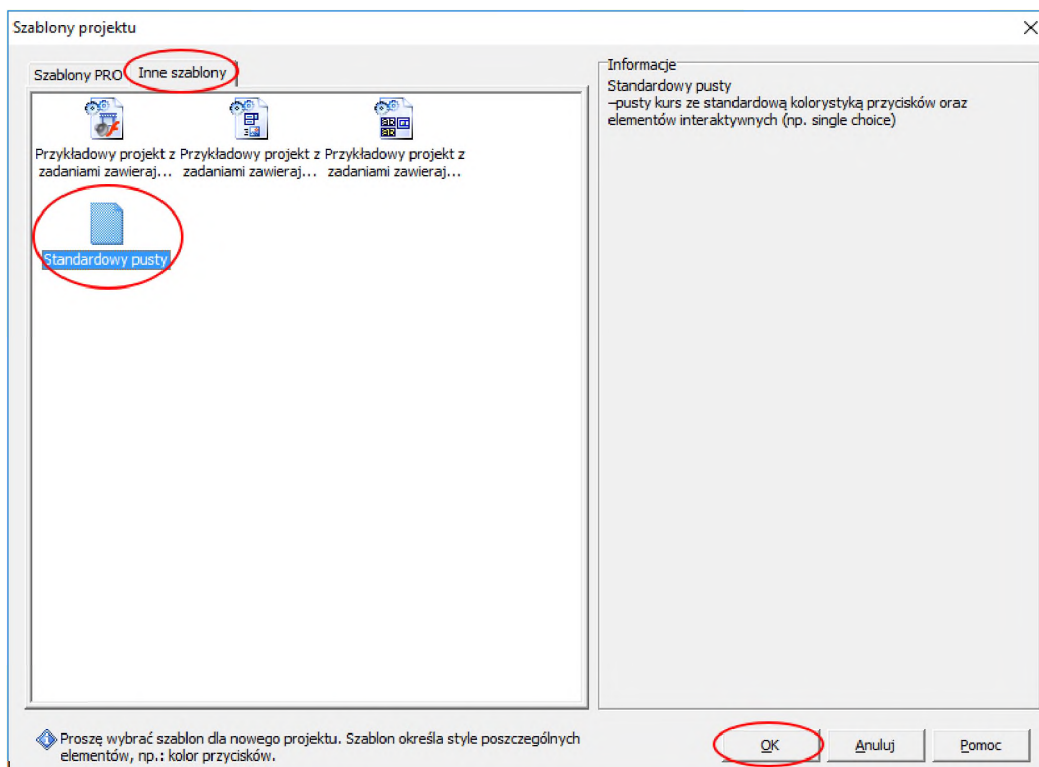 Szablony projektu
Szablony PRO
Inne szablony
Przykładowy projekt z
zadaniami zawieraj...
Przykładowy projekt z
zadaniami zawieraj...
Przykładowy projekt z
zadaniami zawieraj...
Standardowy pusty
Informacje
Standardowy pusty
–pusty kurs ze standardową kolorystyką przycisków oraz
elementów interaktywnych (np. single choice)
Proszę wybrać szablon dla nowego projektu. Szablon określa style poszczególnych
elementów, np.: kolor przycisków.
OK
Anuluj
Pomoc